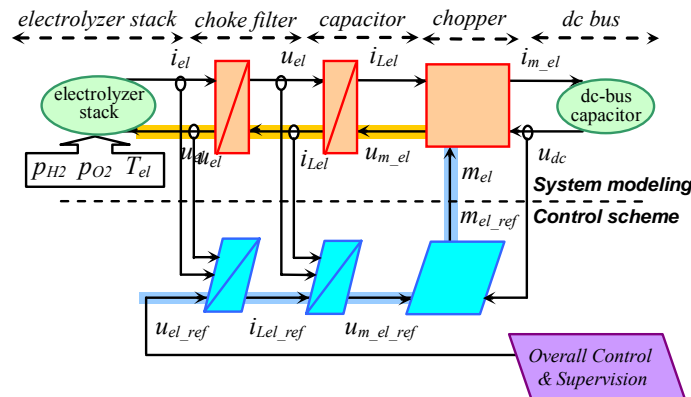 electrolyzer stack choke filter capacitor chopper dc bus
i_el u_el i_Lel i_m_el
electrolyzer stack
dc-bus capacitor
u_el u_el i_Lel u_m_el u_dc
p_H2 p_O2 T_el
m_el
System modeling
m_el_ref
Control scheme
u_el_ref i_Lel_ref u_m_el_ref
Overall Control
& Supervision